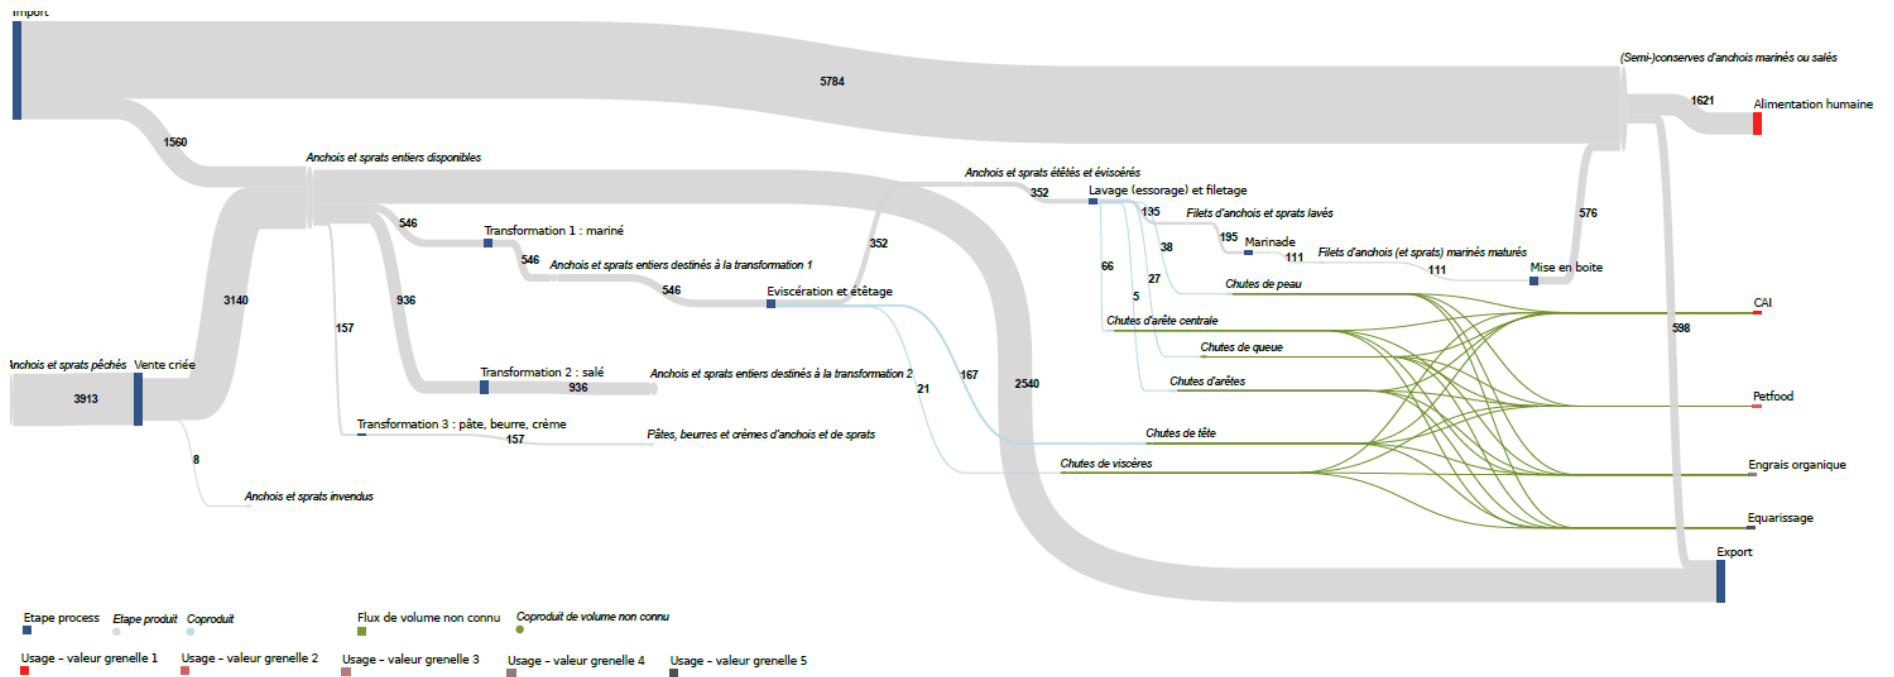 Import
(Semi-)conserves d'anchois marinés ou salés
5784
1621
Alimentation humaine
1560
Anchois et sprats entiers disponibles
Anchois et sprats étêtés et éviscérés
352
Lavage (essorage) et filetage
195
Filets d'anchois et sprats lavés
576
546
Transformation 1 : mariné
195
Marinade
352
38
546
Anchois et sprats entiers destinés à la transformation 1
111
Filets d'anchois (et sprats) marinés maturés
111
Mise en boite
66
27
Chutes de peau
546
Eviscération et étêtage
5
3140
936
CAI
157
Chutes d'arête centrale
598
Chutes de queue
Anchois et sprats pêchés
Vente criée
Transformation 2 : salé
936
Anchois et sprats entiers destinés à la transformation 2
21
167
2540
Chutes d'arêtes
3913
Petfood
Transformation 3 : pâte, beurre, crème
157
Pâtes, beurres et crèmes d'anchois et de sprats
Chutes de tête
8
Chutes de viscères
Engrais organique
Anchois et sprats invendus
Equarissage
Export
Etape process
Etape produit
Coproduit
Flux de volume non connu
Coproduit de volume non connu
Usage – valeur grenelle 1
Usage – valeur grenelle 2
Usage – valeur grenelle 3
Usage – valeur grenelle 4
Usage – valeur grenelle 5